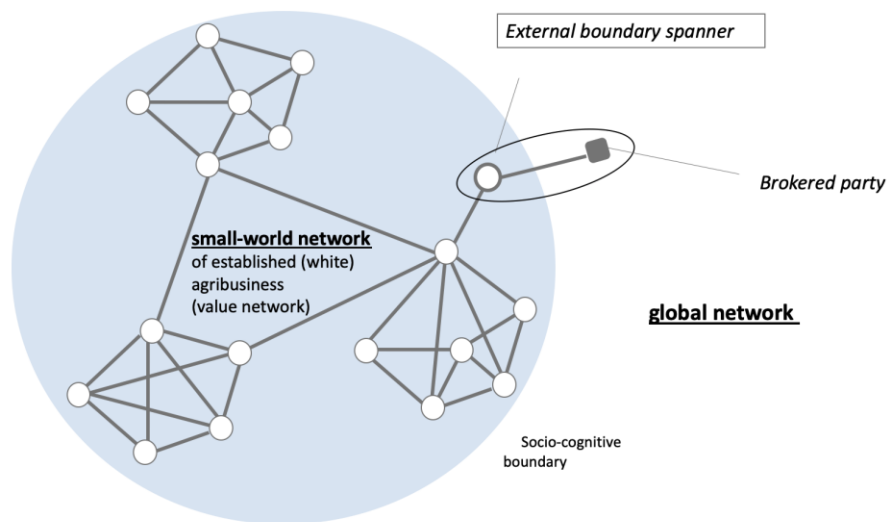 External boundary spanner
Brokered party
small-world network
of established (white)
agribusiness
(value network)
global network
Socio-cognitive
boundary